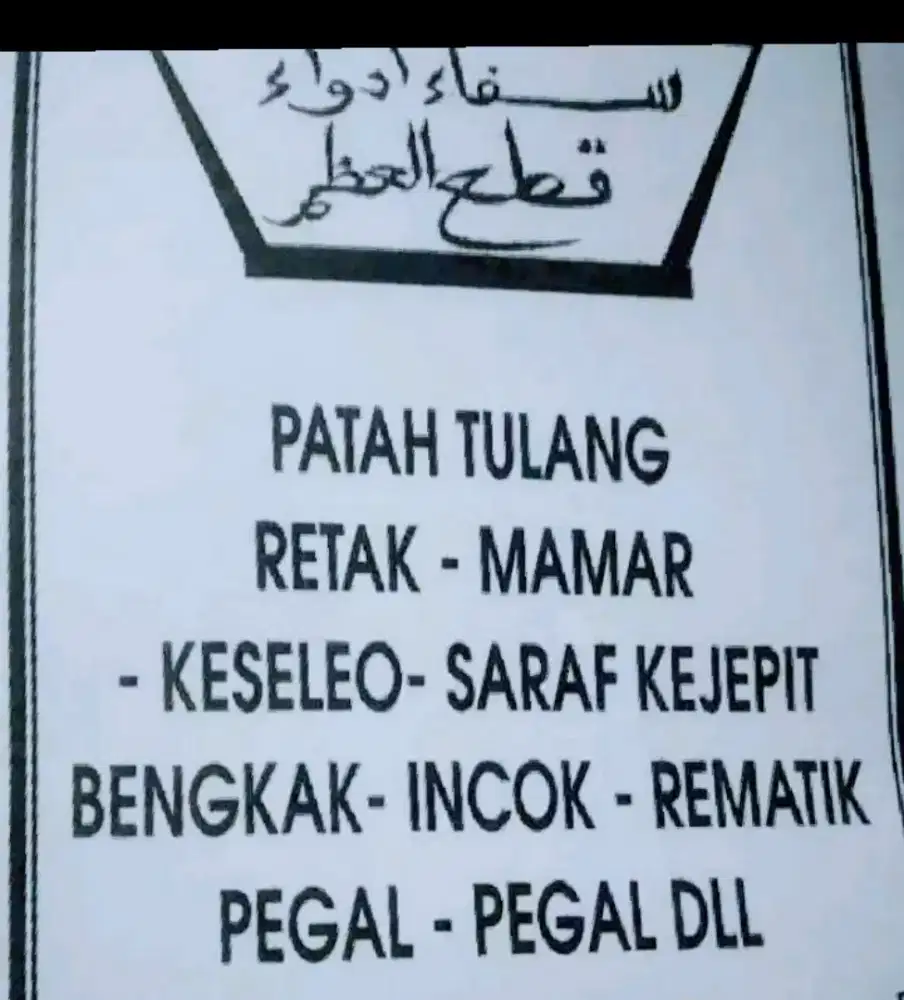 سفاء ادواء
قطع العظم
PATAH TULANG
RETAK - MAMAR
- KESELEO- SARAF KEJEPIT
BENGKAK- INCOK - REMATIK
PEGAL - PEGAL DLL